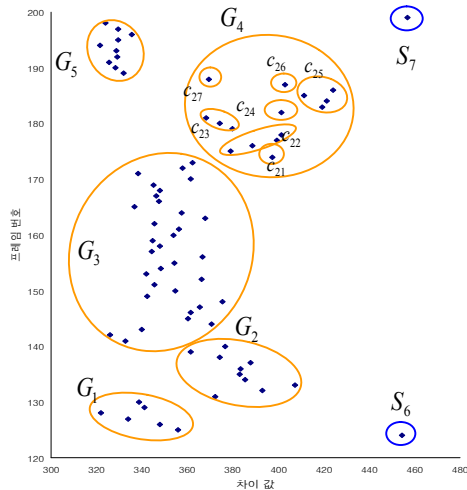 200
190
180
170
160
150
140
130
120
프레임 번호
G₄
G₅
S₇
c₂₆
c₂₅
c₂₇
c₂₄
c₂₃
c₂₂
c₂₁
G₃
G₂
G₁
S₆
300 320 340 360 380 400 420 440 460 480
차이 값